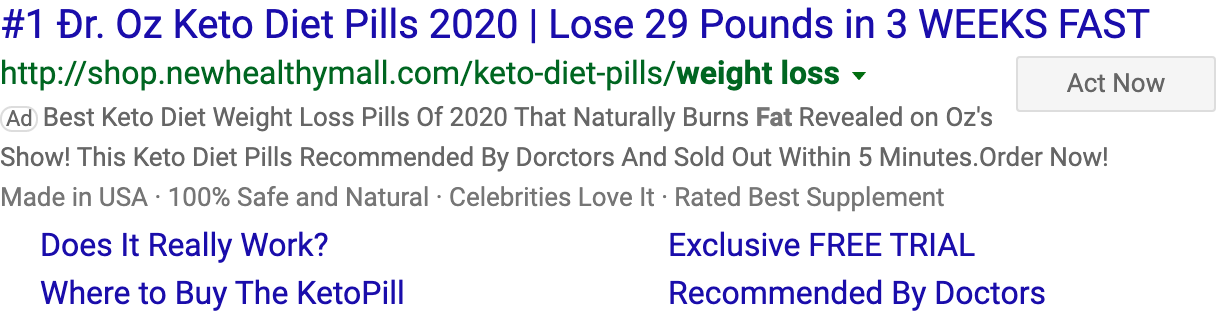 #1 Đr. Oz Keto Diet Pills 2020 | Lose 29 Pounds in 3 WEEKS FAST
http://shop.newhealthymall.com/keto-diet-pills/weight loss
Act Now
Ad Best Keto Diet Weight Loss Pills Of 2020 That Naturally Burns Fat Revealed on Oz's
Show! This Keto Diet Pills Recommended By Dorctors And Sold Out Within 5 Minutes.Order Now!
Made in USA · 100% Safe and Natural · Celebrities Love It · Rated Best Supplement
Does It Really Work?
Exclusive FREE TRIAL
Where to Buy The KetoPill
Recommended By Doctors